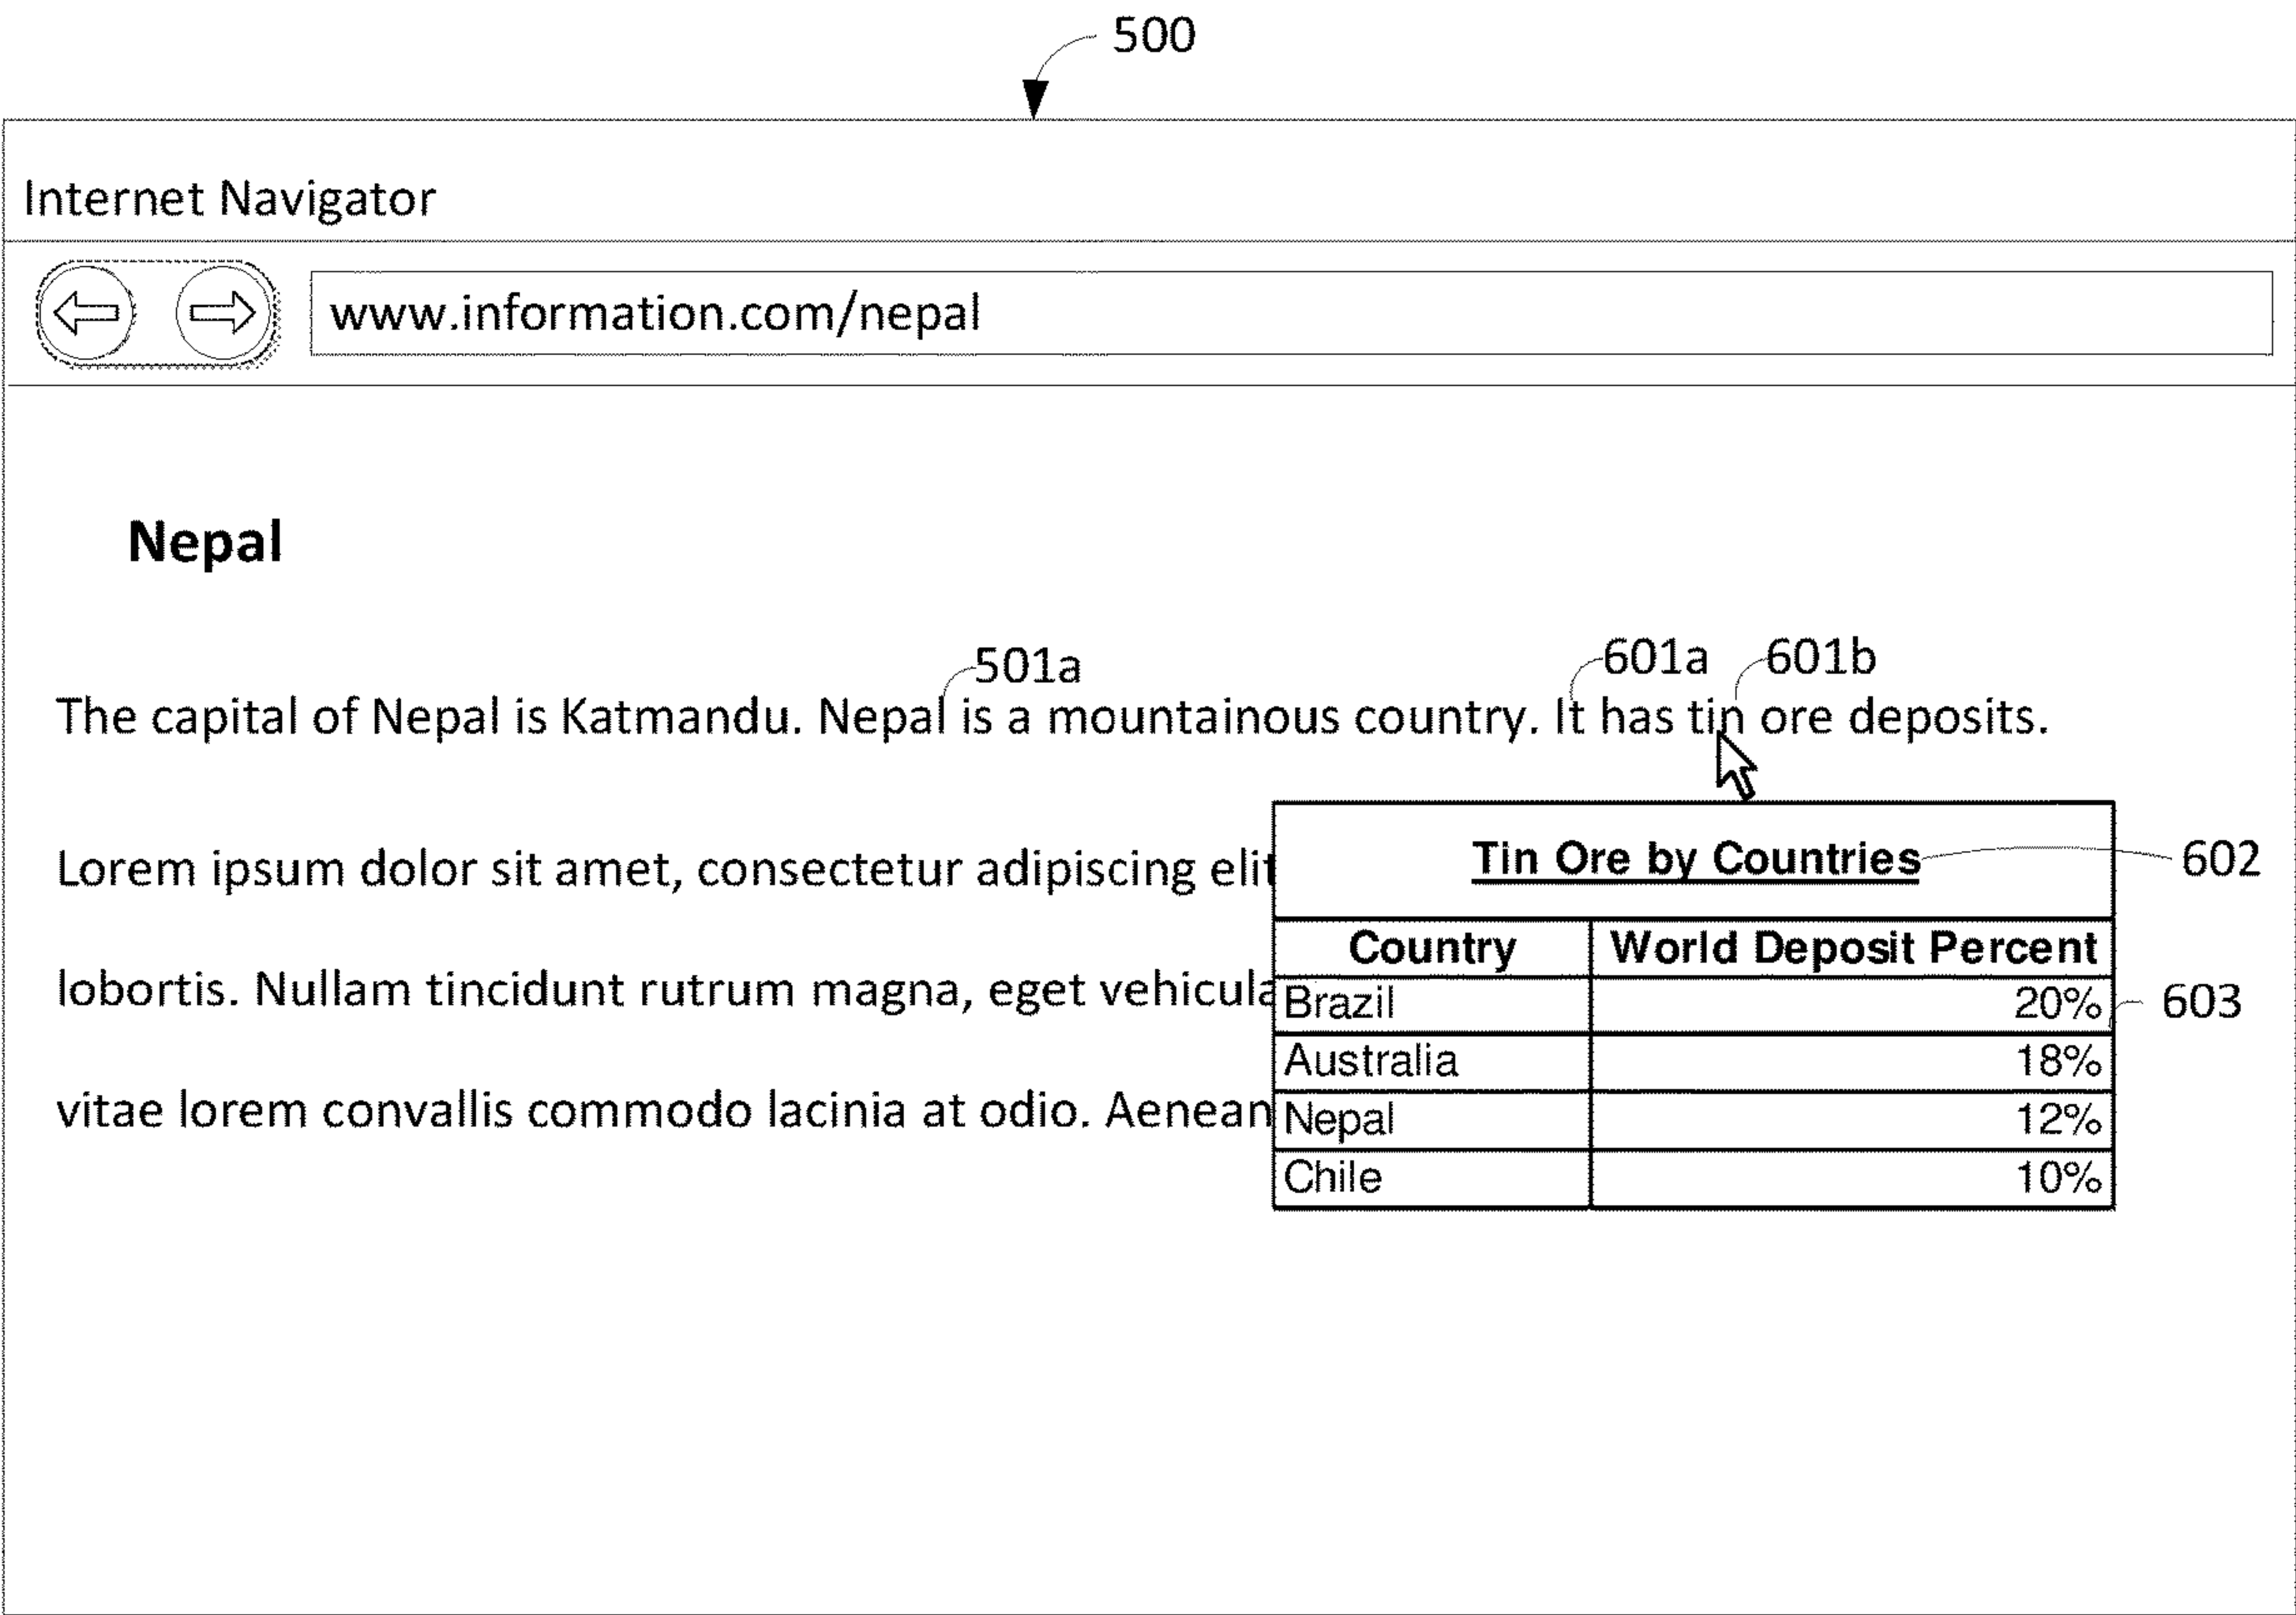 500
Internet Navigator
www.information.com/nepal
Nepal
501a 601a 601b
The capital of Nepal is Katmandu. Nepal is a mountainous country. It has tin ore deposits.
Lorem ipsum dolor sit amet, consectetur adipiscing elit
lobortis. Nullam tincidunt rutrum magna, eget vehicula
vitae lorem convallis commodo lacinia at odio. Aenean
Tin Ore by Countries 602
Country World Deposit Percent
Brazil 20% 603
Australia 18%
Nepal 12%
Chile 10%